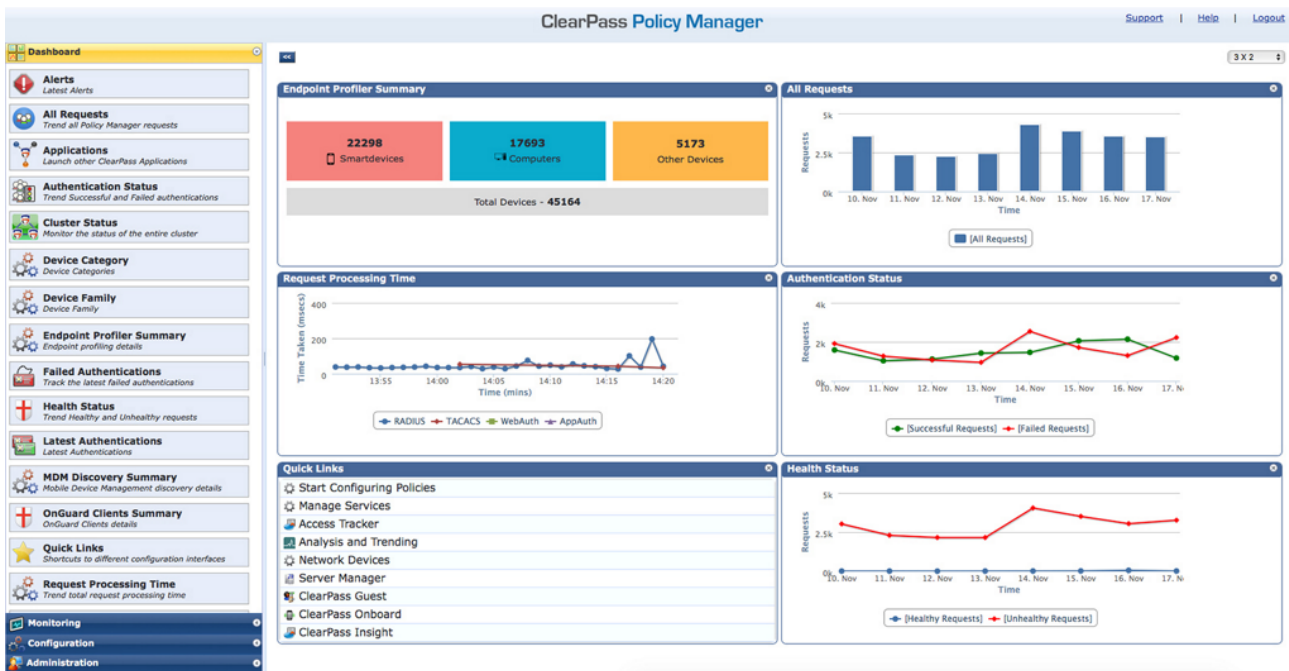 ClearPass Policy Manager
Support | Help | Logout
Dashboard
Alerts
Latest Alerts
All Requests
Trend all Policy Manager requests
Applications
Launch other ClearPass Applications
Authentication Status
Trend Successful and Failed authentications
Cluster Status
Monitor the status of the entire cluster
Device Category
Device Categories
Device Family
Device Family
Endpoint Profiler Summary
Endpoint profiling details
Failed Authentications
Track the latest failed authentications
Health Status
Trend Healthy and Unhealthy requests
Latest Authentications
Latest Authentications
MDM Discovery Summary
Mobile Device Management discovery details
OnGuard Clients Summary
OnGuard Clients details
Quick Links
Shortcuts to different configuration interfaces
Request Processing Time
Trend total request processing time
Monitoring
Configuration
Administration
<<
3 X 2
Endpoint Profiler Summary
22298
Smartdevices
17693
Computers
5173
Other Devices
Total Devices - 45164
All Requests
Requests
5k
2.5k
0k
10. Nov 11. Nov 12. Nov 13. Nov 14. Nov 15. Nov 16. Nov 17. Nov
Time
[All Requests]
Request Processing Time
Time Taken (msecs)
400
200
0
13:55 14:00 14:05 14:10 14:15 14:20
Time (mins)
RADIUS TACACS WebAuth AppAuth
Authentication Status
Requests
4k
2k
0k
10. Nov 11. Nov 12. Nov 13. Nov 14. Nov 15. Nov 16. Nov 17. N
Time
[Successful Requests] [Failed Requests]
Quick Links
Start Configuring Policies
Manage Services
Access Tracker
Analysis and Trending
Network Devices
Server Manager
ClearPass Guest
ClearPass Onboard
ClearPass Insight
Health Status
Requests
5k
2.5k
0k
10. Nov 11. Nov 12. Nov 13. Nov 14. Nov 15. Nov 16. Nov 17. N
Time
[Healthy Requests] [Unhealthy Requests]